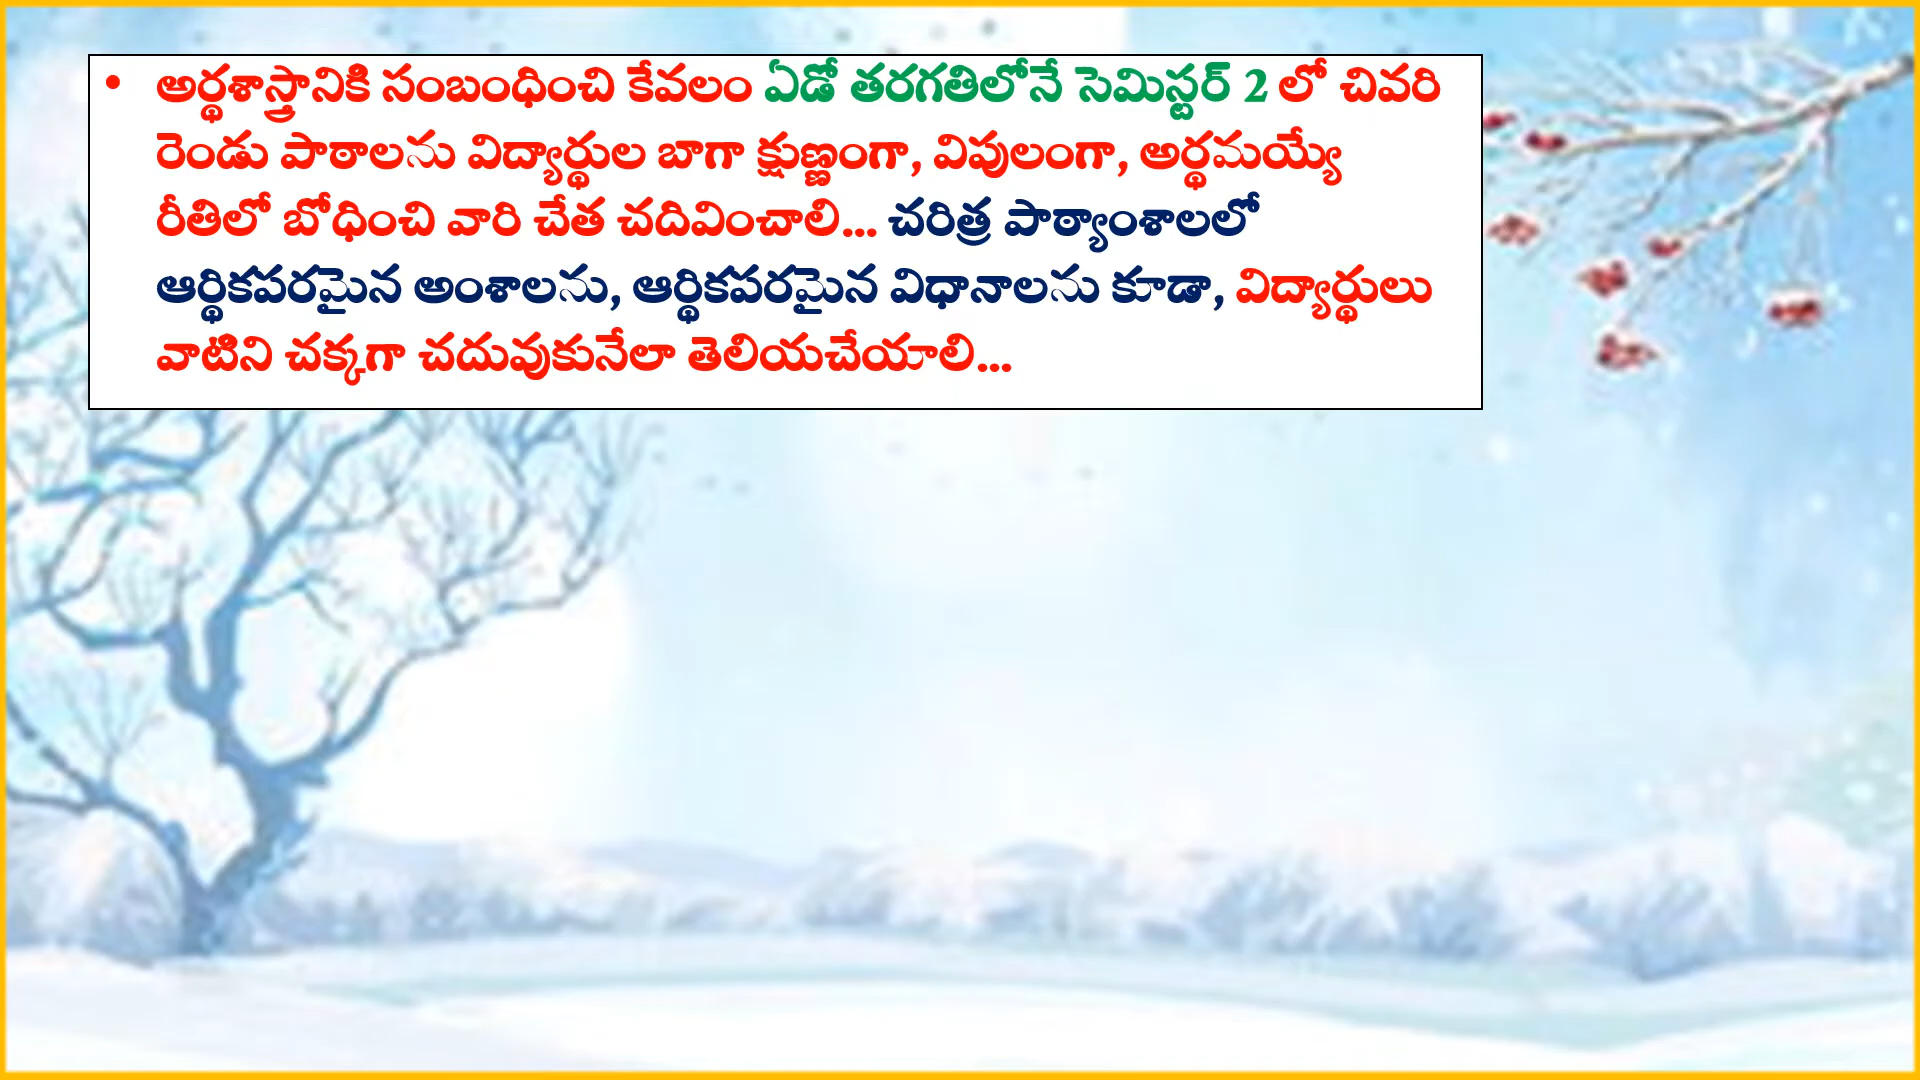 • అర్థశాస్త్రానికి సంబంధించి కేవలం ఏడో తరగతిలోనే సెమిస్టర్ 2 లో చివరి
రెండు పాఠాలను విద్యార్థుల బాగా క్షుణ్ణంగా, విపులంగా, అర్థమయ్యే
రీతిలో బోధించి వారి చేత చదివించాలి... చరిత్ర పాఠ్యాంశాలలో
ఆర్థికపరమైన అంశాలను, ఆర్థికపరమైన విధానాలను కూడా, విద్యార్థులు
వాటిని చక్కగా చదువుకునేలా తెలియచేయాలి...